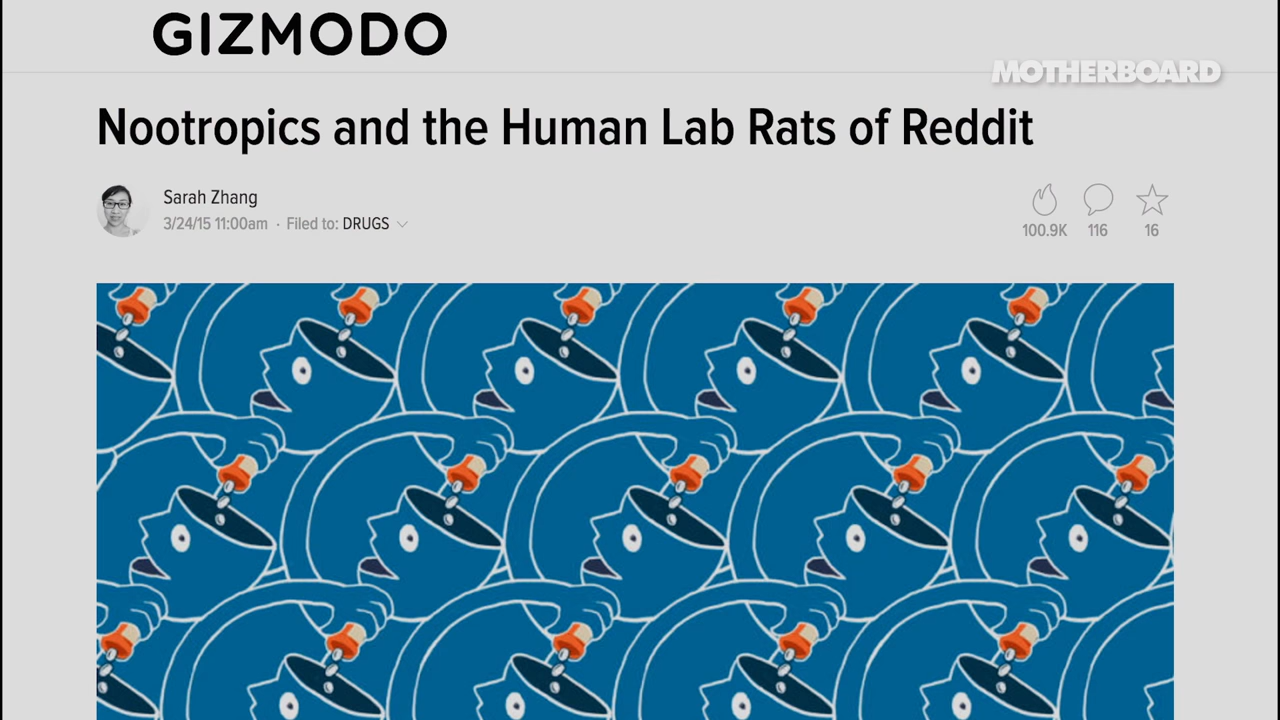 GIZMODO
MOTHERBOARD
Nootropics and the Human Lab Rats of Reddit
Sarah Zhang
3/24/15 11:00am · Filed to: DRUGS
100.9K 116 16